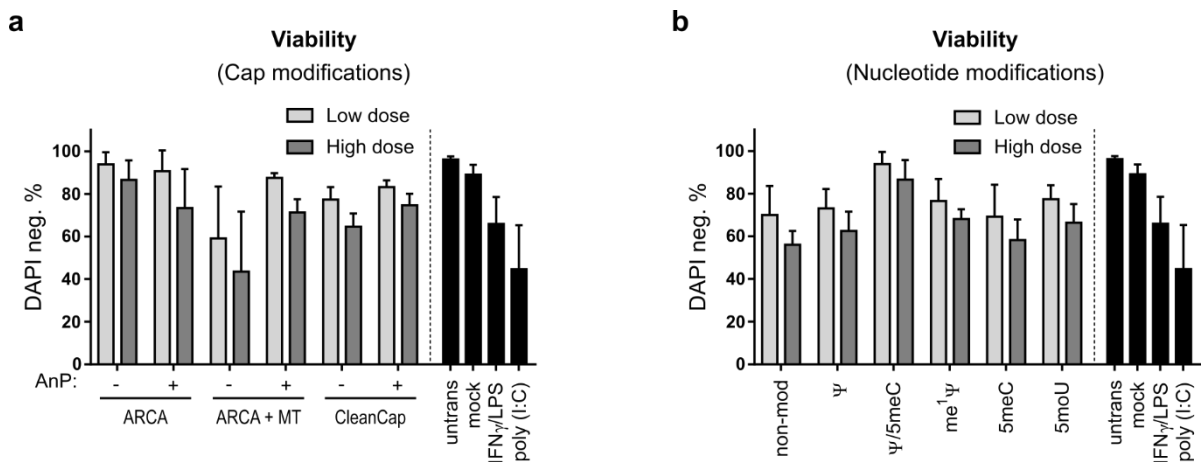 a
Viability
(Cap modifications)
Low dose
High dose
DAPI neg. %
100
80
60
40
20
0
AnP:
- + - + - +
ARCA ARCA + MT CleanCap
untrans
mock
IFNγ/LPS
poly (I:C)
b
Viability
(Nucleotide modifications)
Low dose
High dose
DAPI neg. %
100
80
60
40
20
0
non-mod
Ψ
Ψ/5meC
me¹Ψ
5meC
5moU
untrans
mock
IFNγ/LPS
poly (I:C)